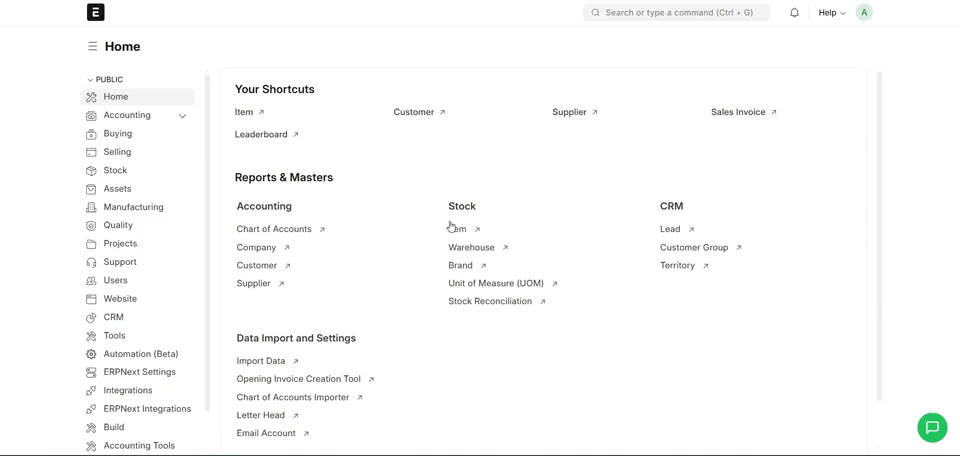 E
Search or type a command (Ctrl + G)
Help
A
Home
PUBLIC
Home
Accounting
Buying
Selling
Stock
Assets
Manufacturing
Quality
Projects
Support
Users
Website
CRM
Tools
Automation (Beta)
ERPNext Settings
Integrations
ERPNext Integrations
Build
Accounting Tools
Your Shortcuts
Item Customer Supplier Sales Invoice
Leaderboard
Reports & Masters
Accounting
Chart of Accounts
Company
Customer
Supplier
Stock
Warehouse
Brand
Unit of Measure (UOM)
Stock Reconciliation
CRM
Lead
Customer Group
Territory
Data Import and Settings
Import Data
Opening Invoice Creation Tool
Chart of Accounts Importer
Letter Head
Email Account